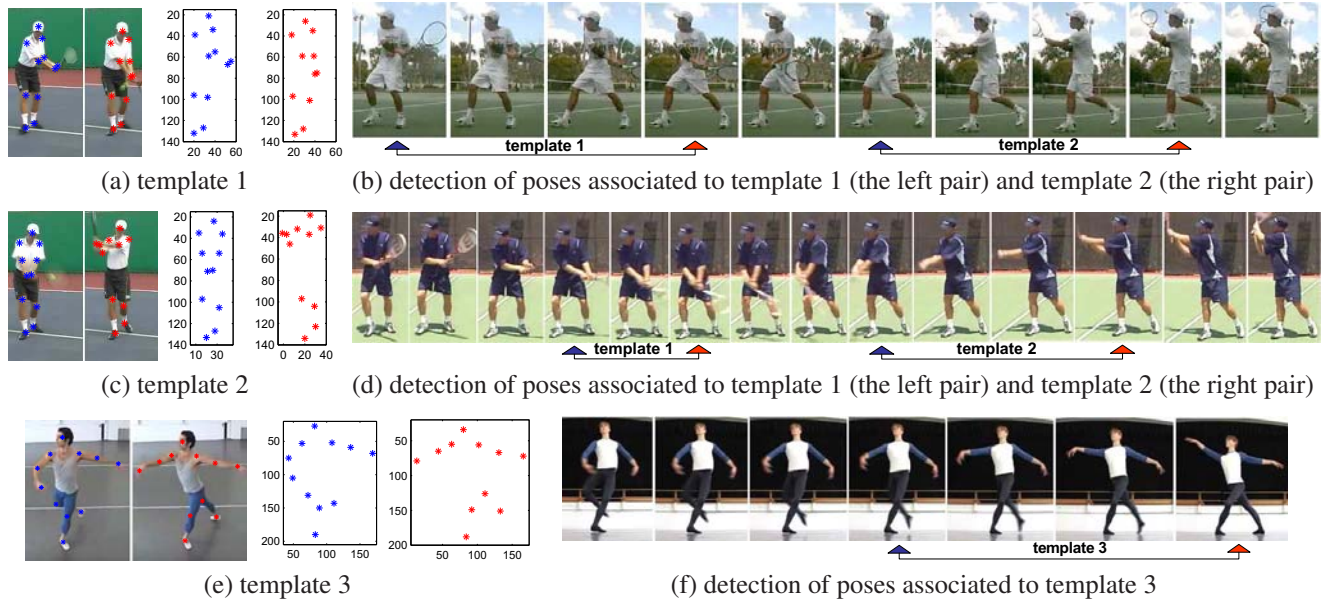 20
40
60
80
100
120
140
20 40 60
20
40
60
80
100
120
140
20 40 60
template 1
template 2
(a) template 1
(b) detection of poses associated to template 1 (the left pair) and template 2 (the right pair)
20
40
60
80
100
120
140
10 30
20
40
60
80
100
120
140
0 20 40
template 1
template 2
(c) template 2
(d) detection of poses associated to template 1 (the left pair) and template 2 (the right pair)
50
100
150
200
50 100 150
50
100
150
200
50 100 150
template 3
(e) template 3
(f) detection of poses associated to template 3